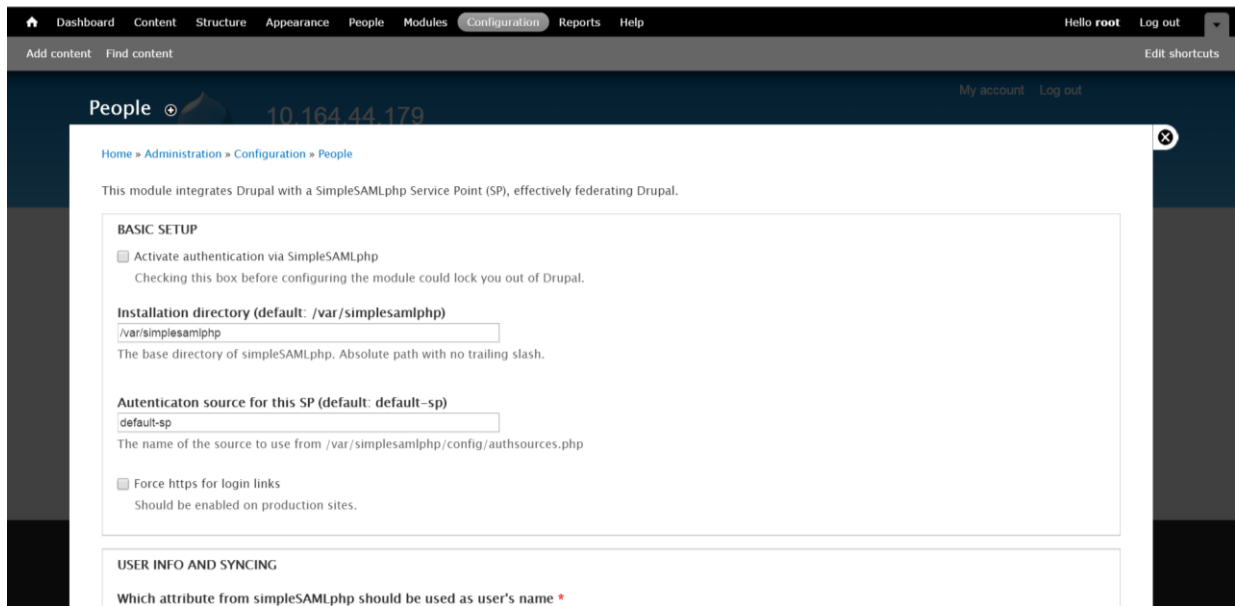 Dashboard Content Structure Appearance People Modules Configuration Reports Help Hello root Log out
Add content Find content Edit shortcuts
My account Log out
People
10.164.44.179
Home » Administration » Configuration » People
This module integrates Drupal with a SimpleSAMLphp Service Point (SP), effectively federating Drupal.
BASIC SETUP
Activate authentication via SimpleSAMLphp
Checking this box before configuring the module could lock you out of Drupal.
Installation directory (default: /var/simplesamlphp)
/var/simplesamlphp
The base directory of simpleSAMLphp. Absolute path with no trailing slash.
Autenticaton source for this SP (default: default-sp)
default-sp
The name of the source to use from /var/simplesamlphp/config/authsources.php
Force https for login links
Should be enabled on production sites.
USER INFO AND SYNCING
Which attribute from simpleSAMLphp should be used as user's name *